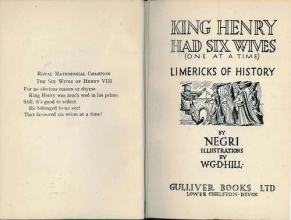 ROYAL MATRIMONIAL CHAMPION
THE SIX WIVES OF HENRY VIII
For no obvious reason or rhyme
King Henry was much wed in his prime.
Still, it's good to reflect
He belonged to no sect
That favoured six wives at a time!
KING HENRY
HAD SIX WIVES
(ONE AT A TIME)
LIMERICKS OF HISTORY
BY
NEGRI
ILLUSTRATIONS
BY
W.G.D.HILL.
GULLIVER BOOKS LTD
LOWER CHELSTON·DEVON